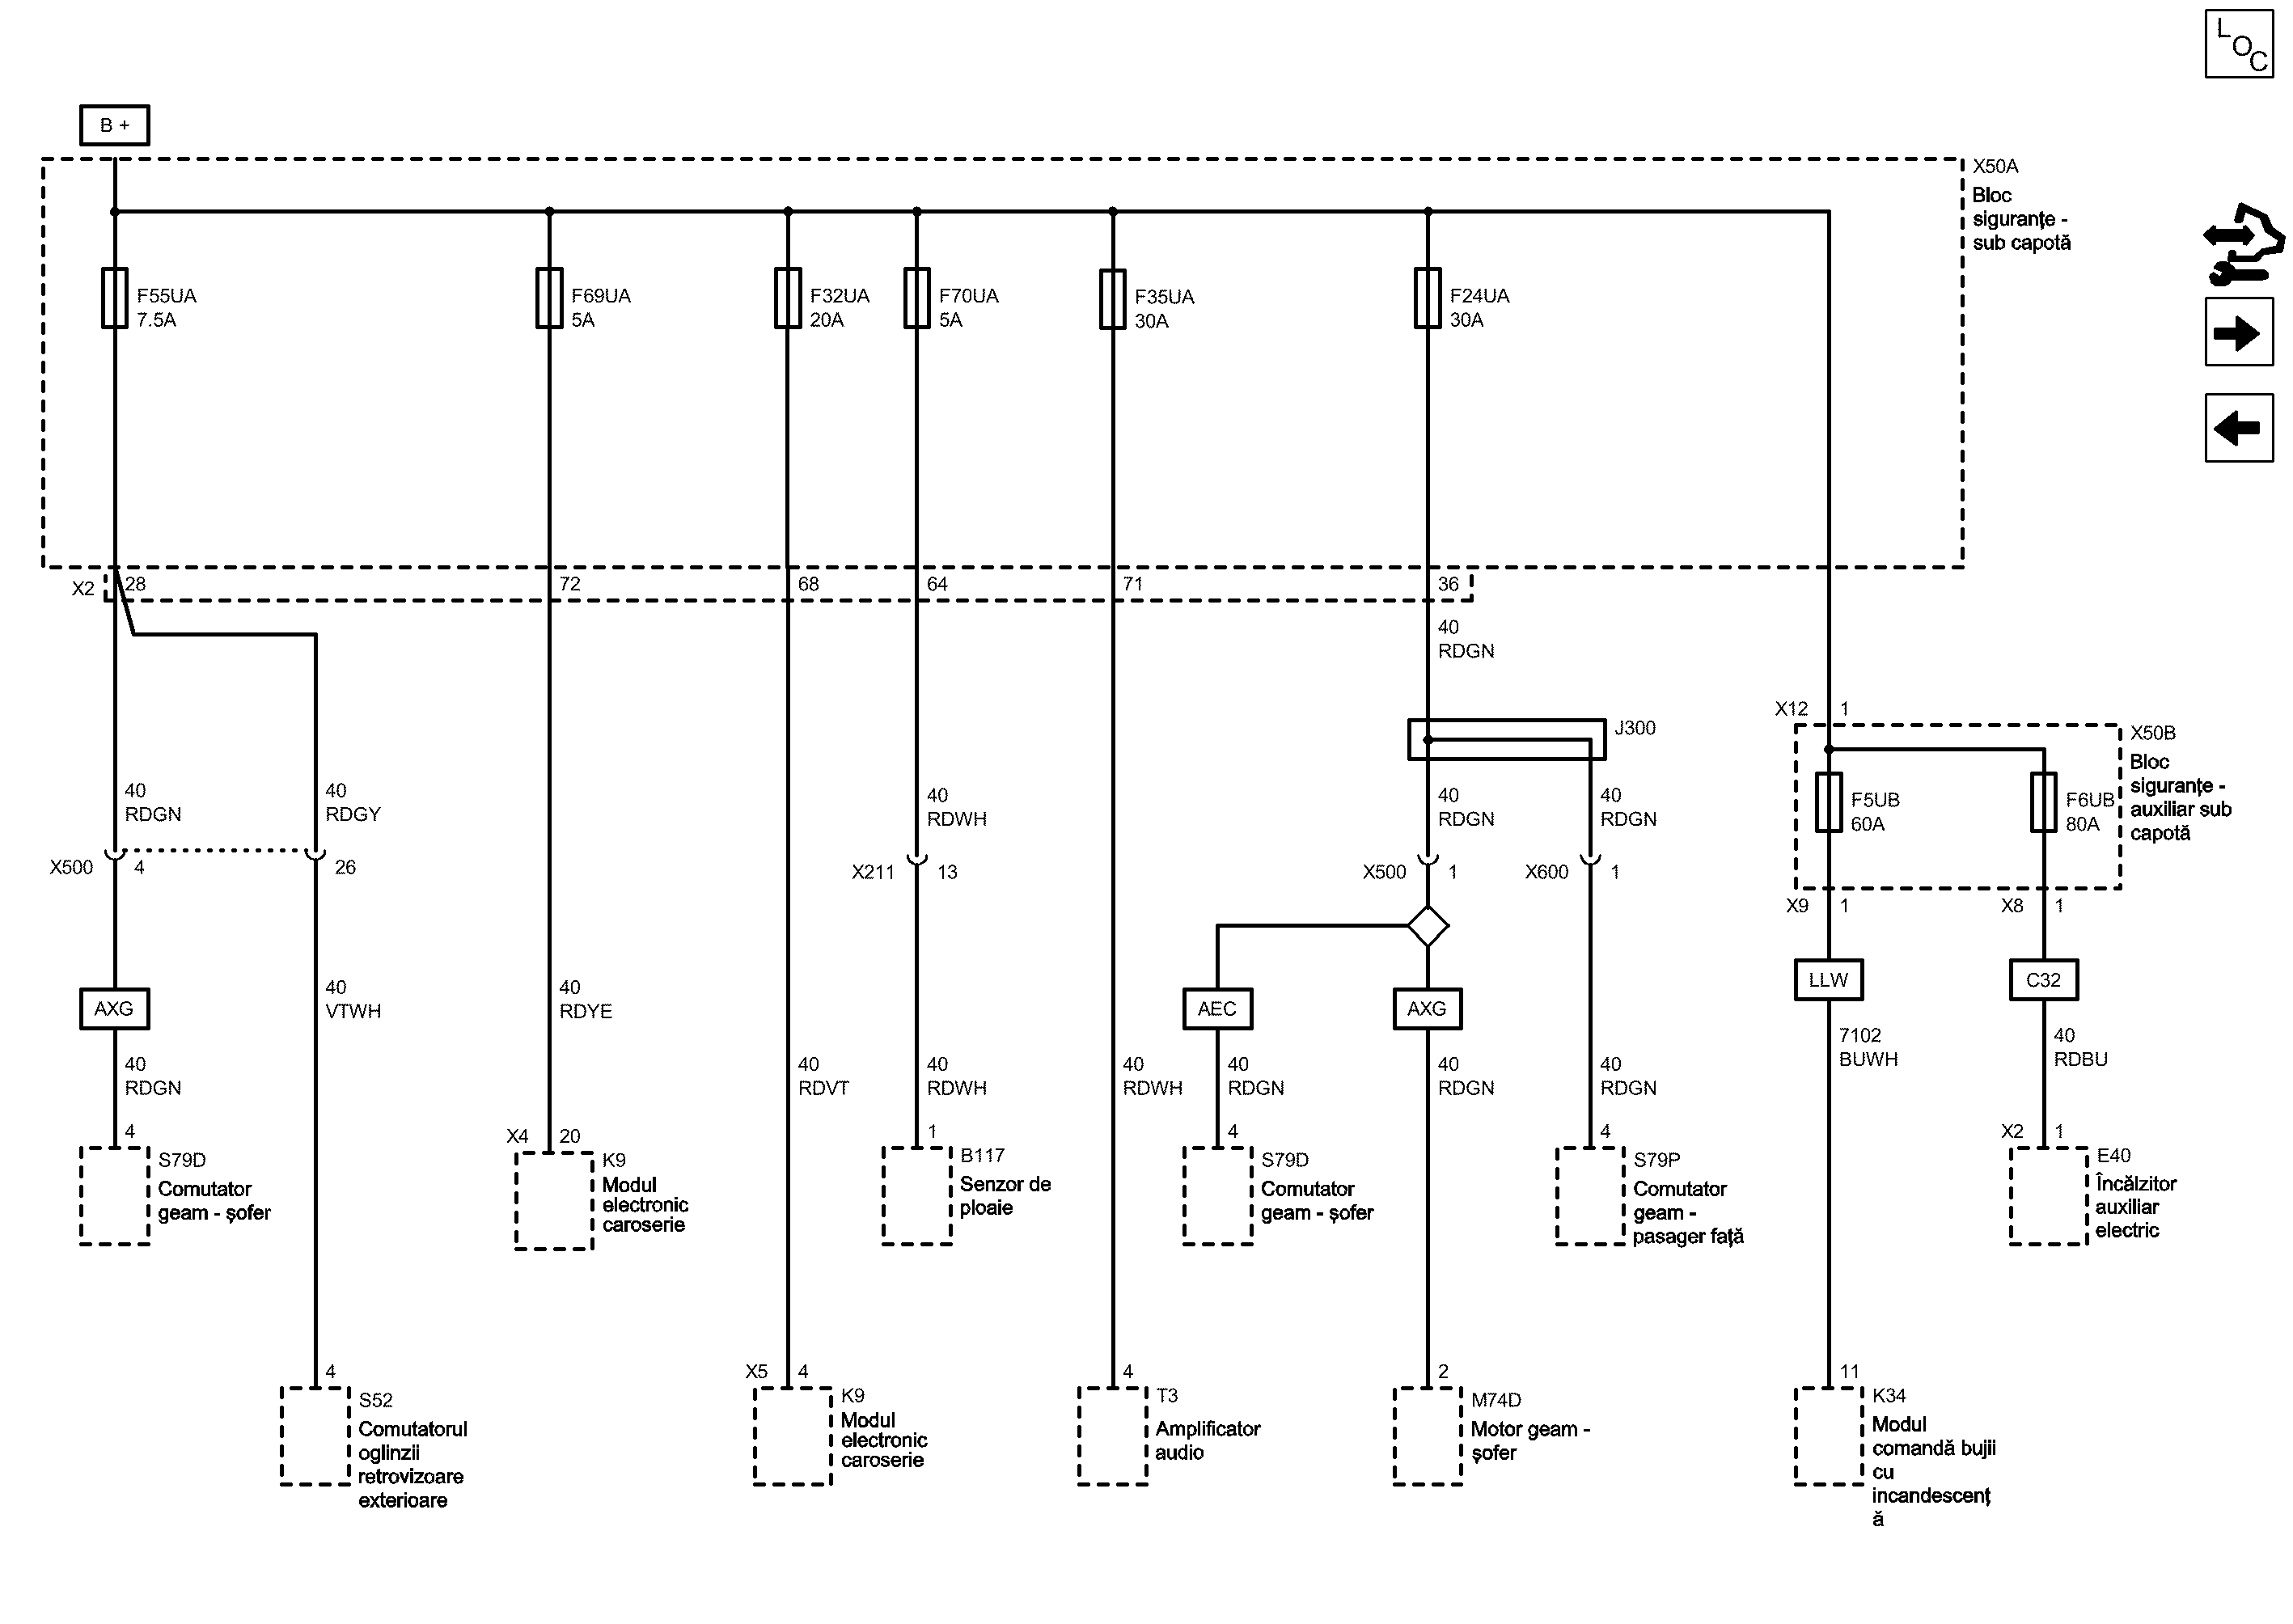 L
O
C
B +
X50A
Bloc
siguranțe -
sub capotă
F55UA
7.5A
F69UA
5A
F32UA
20A
F70UA
5A
F35UA
30A
F24UA
30A
X2
28
72
68
64
71
36
40
RDGN
X12
1
J300
X50B
Bloc
siguranțe -
auxiliar sub
capotă
40
RDGN
40
RDGY
40
RDWH
40
RDGN
40
RDGN
F5UB
60A
F6UB
80A
X500
4
26
X211
13
X500
1
X600
1
X9
1
X8
1
AXG
40
VTWH
40
RDYE
AEC
AXG
LLW
C32
7102
BUWH
40
RDBU
40
RDGN
40
RDVT
40
RDWH
40
RDWH
40
RDGN
40
RDGN
40
RDGN
4
S79D
Comutator
geam - șofer
X4
20
K9
Modul
electronic
caroserie
1
B117
Senzor de
ploaie
4
S79D
Comutator
geam - șofer
4
S79P
Comutator
geam -
pasager față
X2
1
E40
Încălzitor
auxiliar
electric
4
S52
Comutatorul
oglinzii
retrovizoare
exterioare
X5
4
K9
Modul
electronic
caroserie
4
T3
Amplificator
audio
2
M74D
Motor geam -
șofer
11
K34
Modul
comandă bujii
cu
incandescenț
ă